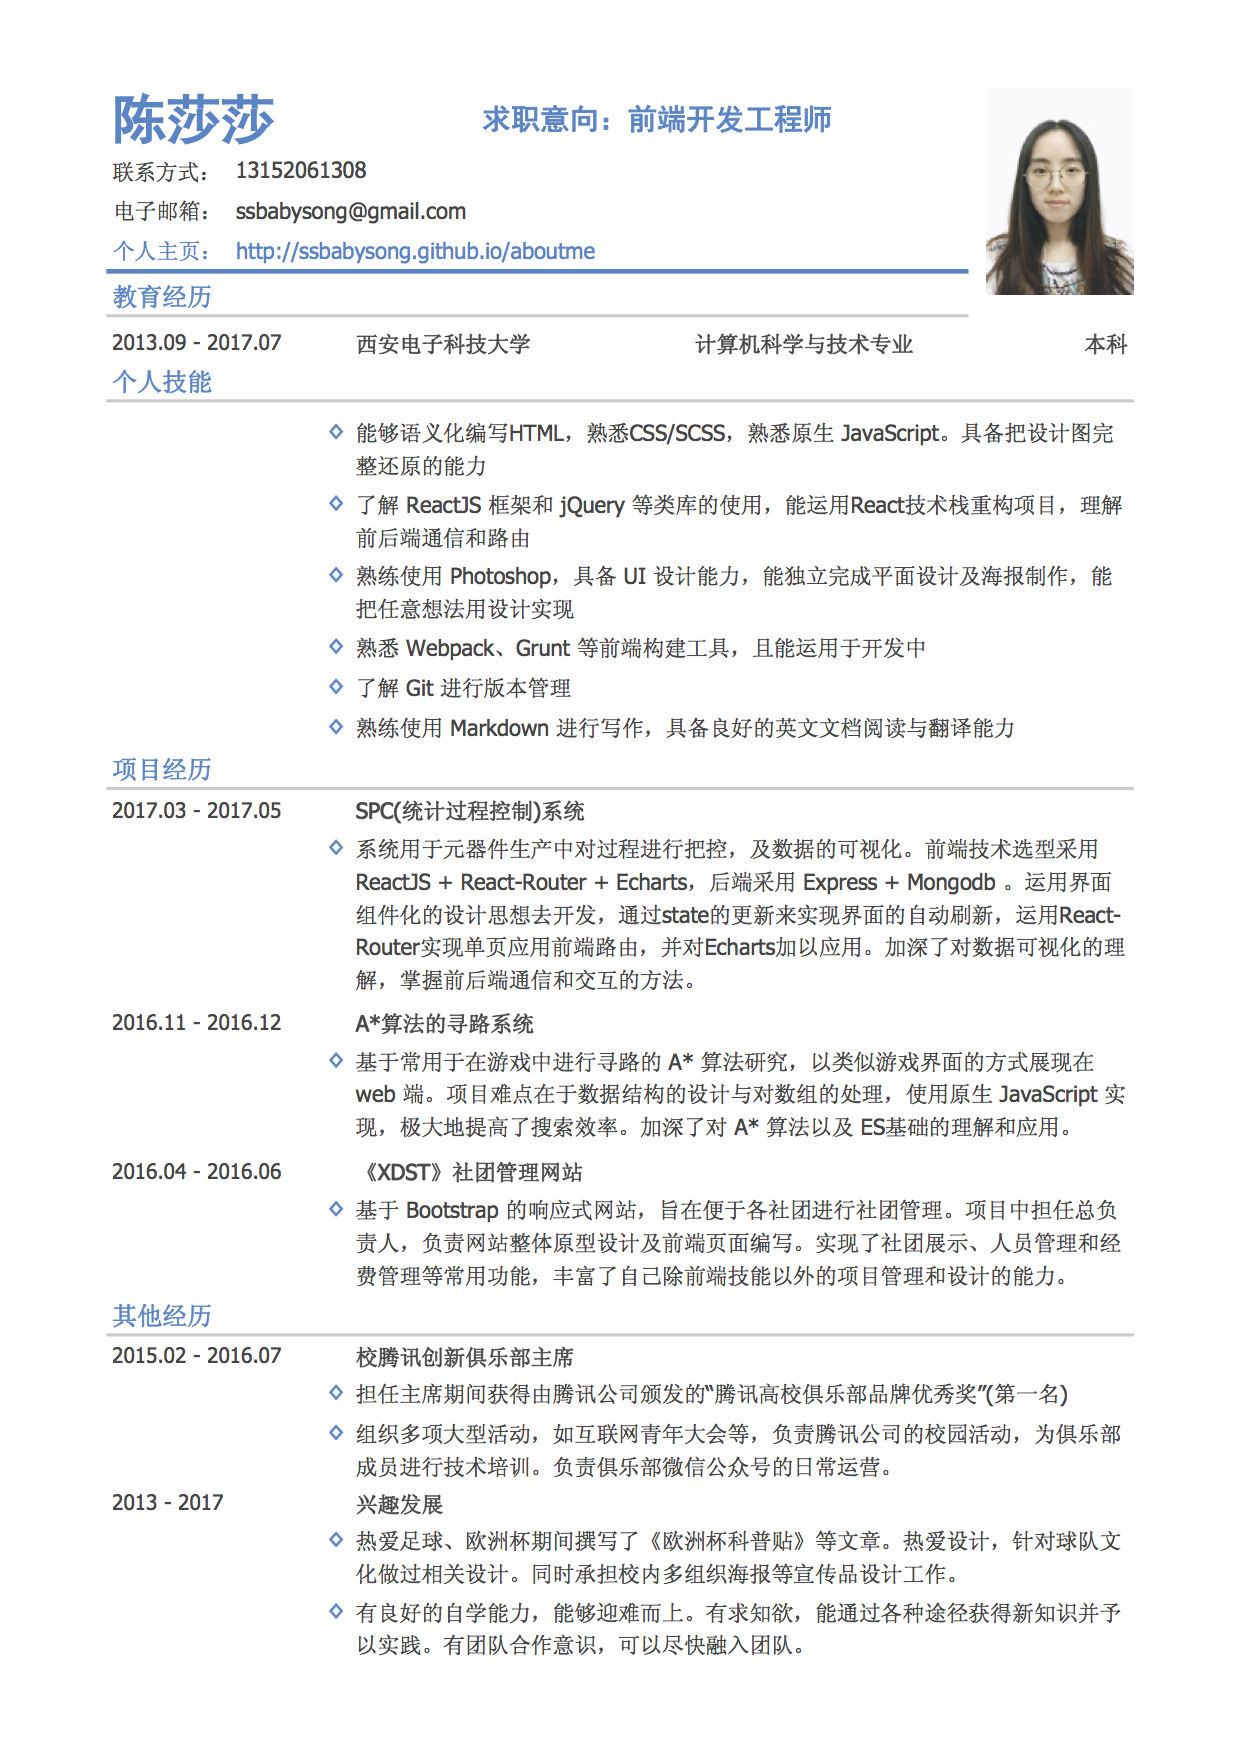 陈莎莎
求职意向：前端开发工程师
联系方式： 13152061308
电子邮箱： ssbabysong@gmail.com
个人主页： http://ssbabysong.github.io/aboutme
教育经历
2013.09 - 2017.07 西安电子科技大学 计算机科学与技术专业 本科
个人技能
能够语义化编写HTML，熟悉CSS/SCSS，熟悉原生 JavaScript。具备把设计图完
整还原的能力
了解 ReactJS 框架和 jQuery 等类库的使用，能运用React技术栈重构项目，理解
前后端通信和路由
熟练使用 Photoshop，具备 UI 设计能力，能独立完成平面设计及海报制作，能
把任意想法用设计实现
熟悉 Webpack、Grunt 等前端构建工具，且能运用于开发中
了解 Git 进行版本管理
熟练使用 Markdown 进行写作，具备良好的英文文档阅读与翻译能力
项目经历
2017.03 - 2017.05 SPC(统计过程控制)系统
系统用于元器件生产中对过程进行把控，及数据的可视化。前端技术选型采用
ReactJS + React-Router + Echarts，后端采用 Express + Mongodb 。运用界面
组件化的设计思想去开发，通过state的更新来实现界面的自动刷新，运用React-
Router实现单页应用前端路由，并对Echarts加以应用。加深了对数据可视化的理
解，掌握前后端通信和交互的方法。
2016.11 - 2016.12 A*算法的寻路系统
基于常用于在游戏中进行寻路的 A* 算法研究，以类似游戏界面的方式展现在
web 端。项目难点在于数据结构的设计与对数组的处理，使用原生 JavaScript 实
现，极大地提高了搜索效率。加深了对 A* 算法以及 ES基础的理解和应用。
2016.04 - 2016.06 《XDST》社团管理网站
基于 Bootstrap 的响应式网站，旨在便于各社团进行社团管理。项目中担任总负
责人，负责网站整体原型设计及前端页面编写。实现了社团展示、人员管理和经
费管理等常用功能，丰富了自己除前端技能以外的项目管理和设计的能力。
其他经历
2015.02 - 2016.07 校腾讯创新俱乐部主席
担任主席期间获得由腾讯公司颁发的“腾讯高校俱乐部品牌优秀奖”(第一名)
组织多项大型活动，如互联网青年大会等，负责腾讯公司的校园活动，为俱乐部
成员进行技术培训。负责俱乐部微信公众号的日常运营。
2013 - 2017 兴趣发展
热爱足球、欧洲杯期间撰写了《欧洲杯科普贴》等文章。热爱设计，针对球队文
化做过相关设计。同时承担校内多组织海报等宣传品设计工作。
有良好的自学能力，能够迎难而上。有求知欲，能通过各种途径获得新知识并予
以实践。有团队合作意识，可以尽快融入团队。